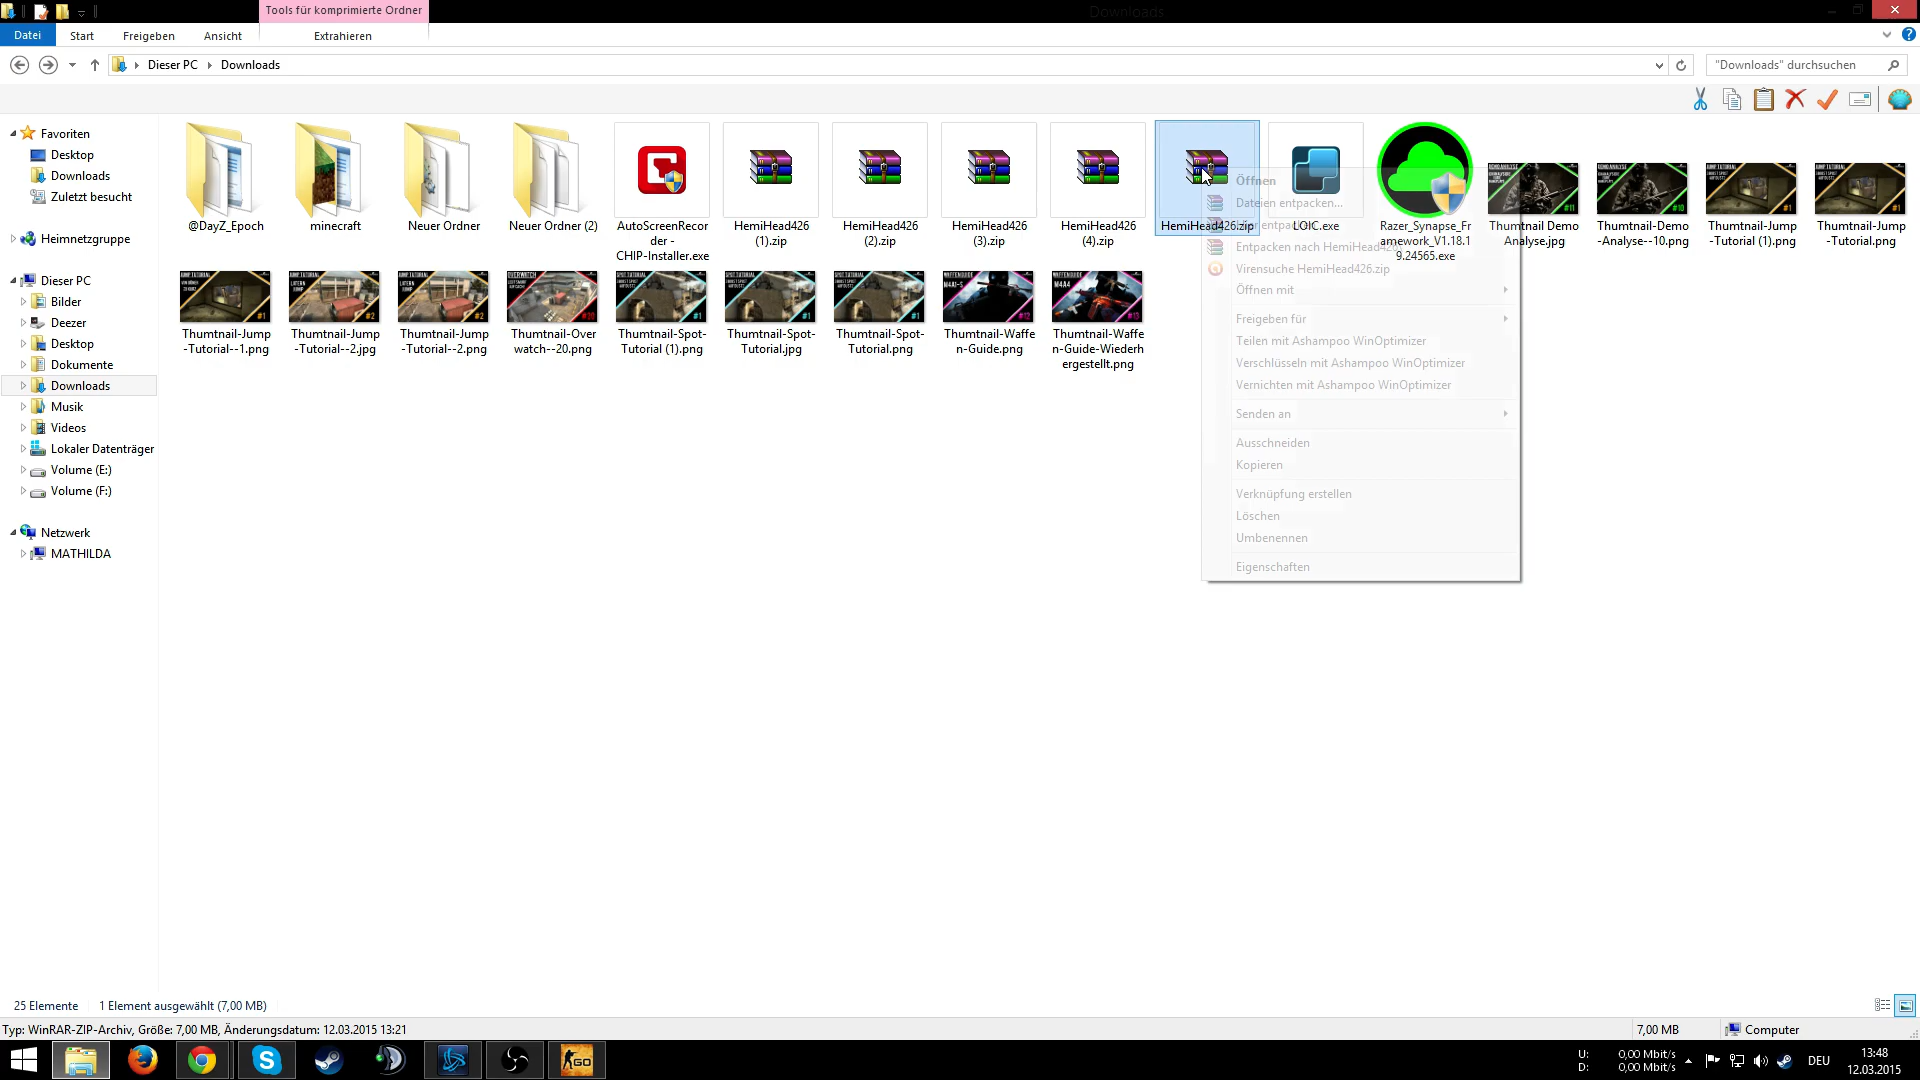 Tools für komprimierte Ordner
Downloads
Datei
Start
Freigeben
Ansicht
Extrahieren
Dieser PC
Downloads
"Downloads" durchsuchen
Favoriten
Desktop
Downloads
Zuletzt besucht
Heimnetzgruppe
Dieser PC
Bilder
Deezer
Desktop
Dokumente
Downloads
Musik
Videos
Lokaler Datenträger
Volume (E:)
Volume (F:)
Netzwerk
MATHILDA
@DayZ_Epoch
minecraft
Neuer Ordner
Neuer Ordner (2)
AutoScreenRecor
der -
CHIP-Installer.exe
HemiHead426
(1).zip
HemiHead426
(2).zip
HemiHead426
(3).zip
HemiHead426
(4).zip
HemiHead426.zip
LOIC.exe
Razer_Synapse_Fr
amework_V1.18.1
9.24565.exe
Thumtnail Demo
Analyse.jpg
Thumtnail-Demo
-Analyse--10.png
Thumtnail-Jump
-Tutorial (1).png
Thumtnail-Jump
-Tutorial.png
Thumtnail-Jump
-Tutorial--1.png
Thumtnail-Jump
-Tutorial--2.jpg
Thumtnail-Jump
-Tutorial--2.png
Thumtnail-Over
watch--20.png
Thumtnail-Spot-
Tutorial (1).png
Thumtnail-Spot-
Tutorial.jpg
Thumtnail-Spot-
Tutorial.png
Thumtnail-Waffe
n-Guide.png
Thumtnail-Waffe
n-Guide-Wiederh
ergestellt.png
Öffnen
Dateien entpacken...
Entpacken nach HemiHead426\
Virensuche HemiHead426.zip
Öffnen mit
Freigeben für
Teilen mit Ashampoo WinOptimizer
Verschlüsseln mit Ashampoo WinOptimizer
Vernichten mit Ashampoo WinOptimizer
Senden an
Ausschneiden
Kopieren
Verknüpfung erstellen
Löschen
Umbenennen
Eigenschaften
25 Elemente
1 Element ausgewählt (7,00 MB)
Typ: WinRAR-ZIP-Archiv, Größe: 7,00 MB, Änderungsdatum: 12.03.2015 13:21
7,00 MB
Computer
U: 0,00 Mbit/s
D: 0,00 Mbit/s
DEU
13:48
12.03.2015